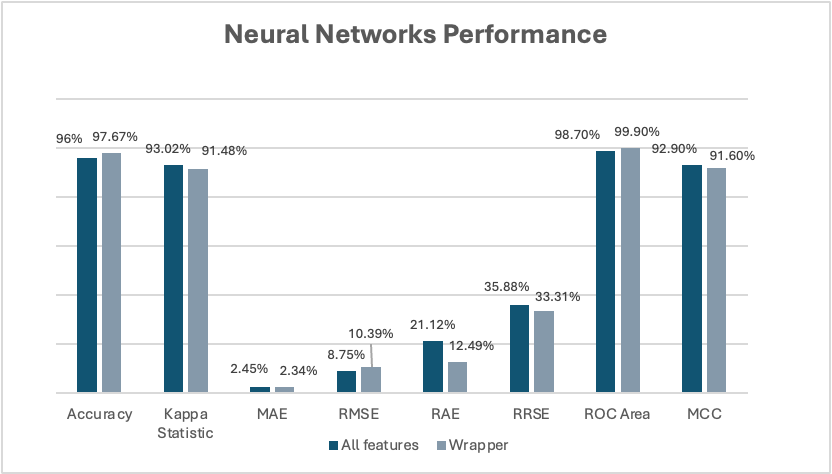 Neural Networks Performance
96% 97.67%
93.02% 91.48%
2.45% 2.34%
8.75% 10.39%
21.12% 12.49%
35.88% 33.31%
98.70% 99.90%
92.90% 91.60%
Accuracy Kappa MAE RMSE RAE RRSE ROC Area MCC
Statistic
All features Wrapper